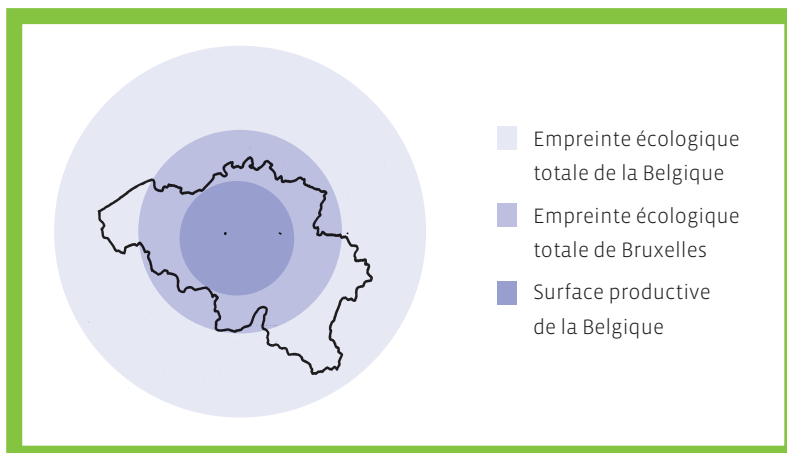 Empreinte écologique
totale de la Belgique
Empreinte écologique
totale de Bruxelles
Surface productive
de la Belgique